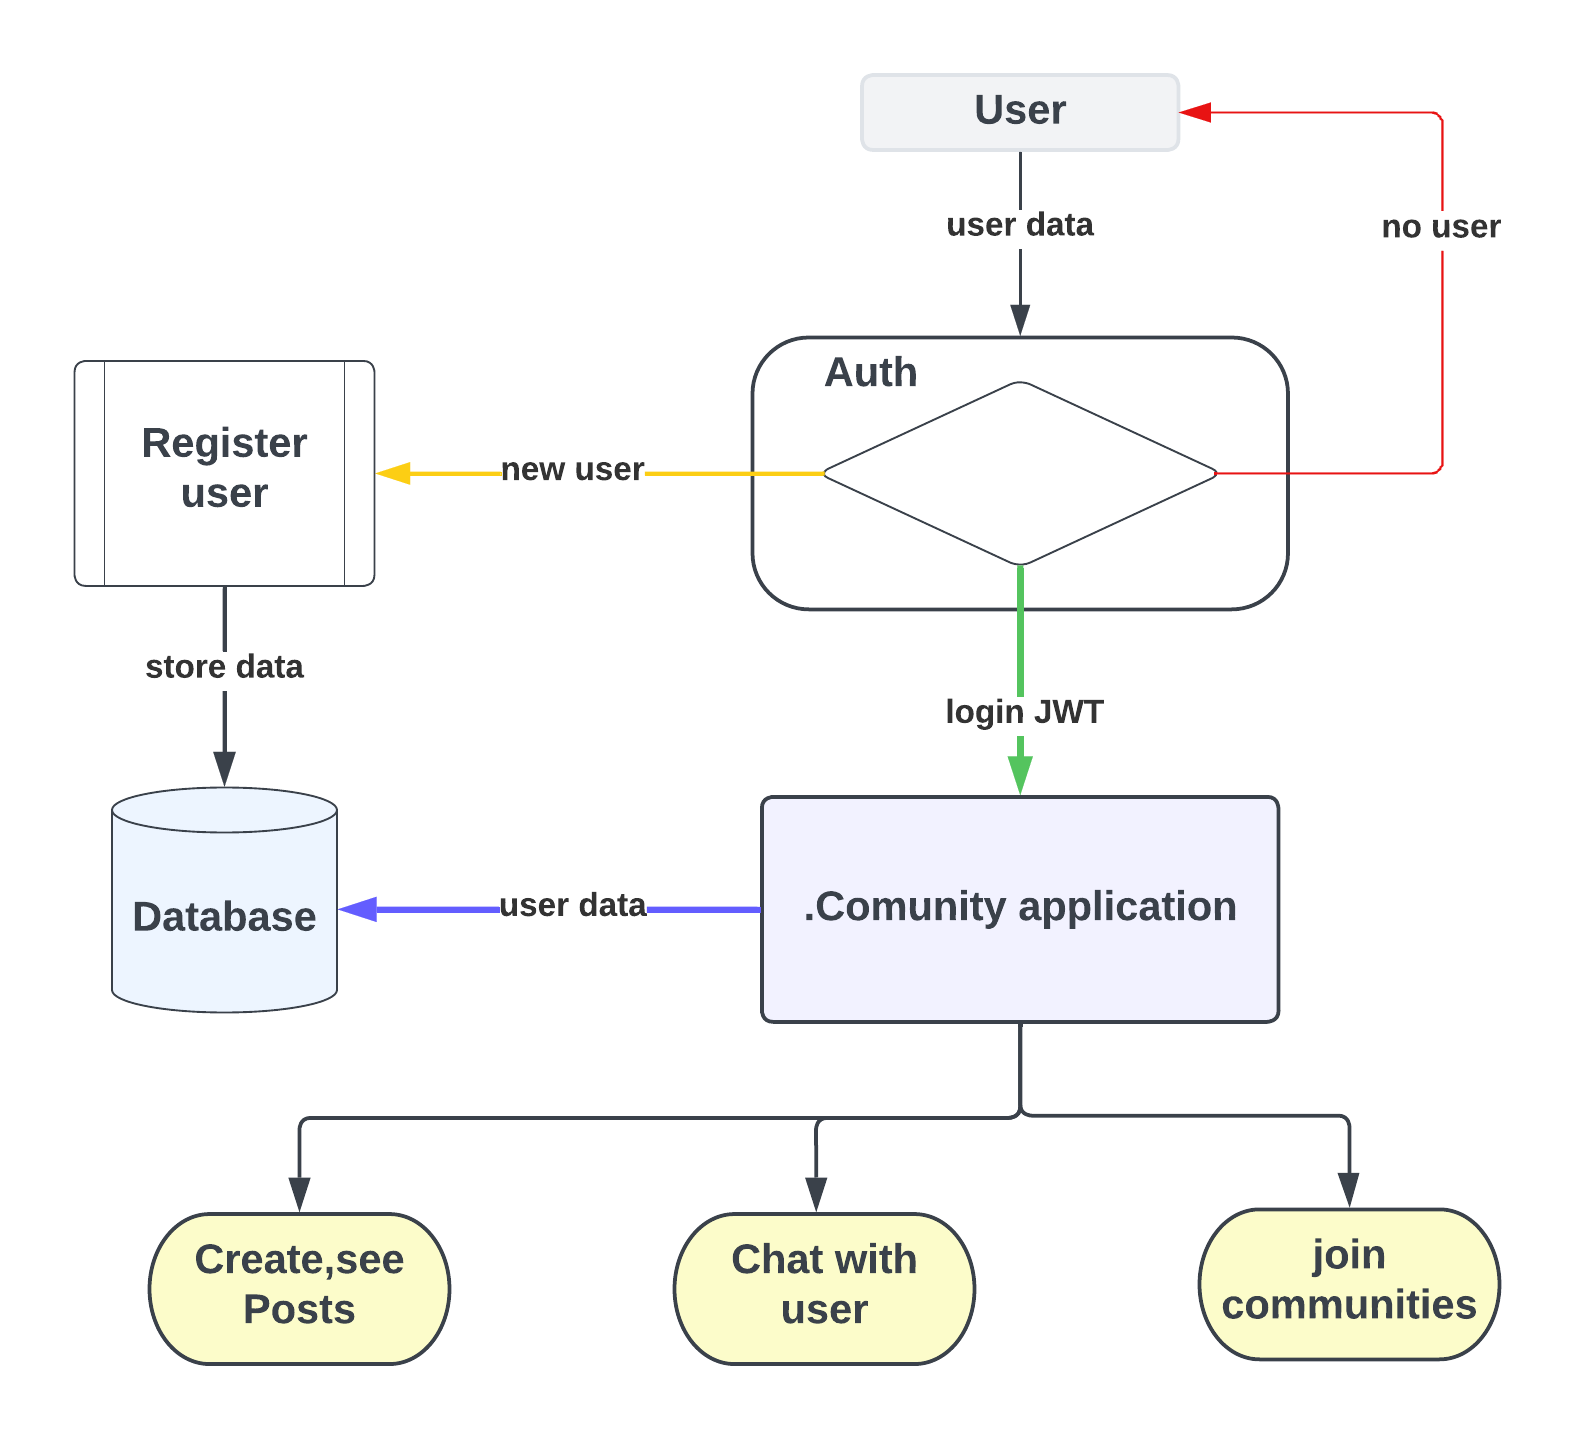 User
user data
no user
Auth
Register
user
new user
store data
login JWT
Database
user data
.Comunity application
Create,see
Posts
Chat with
user
join
communities